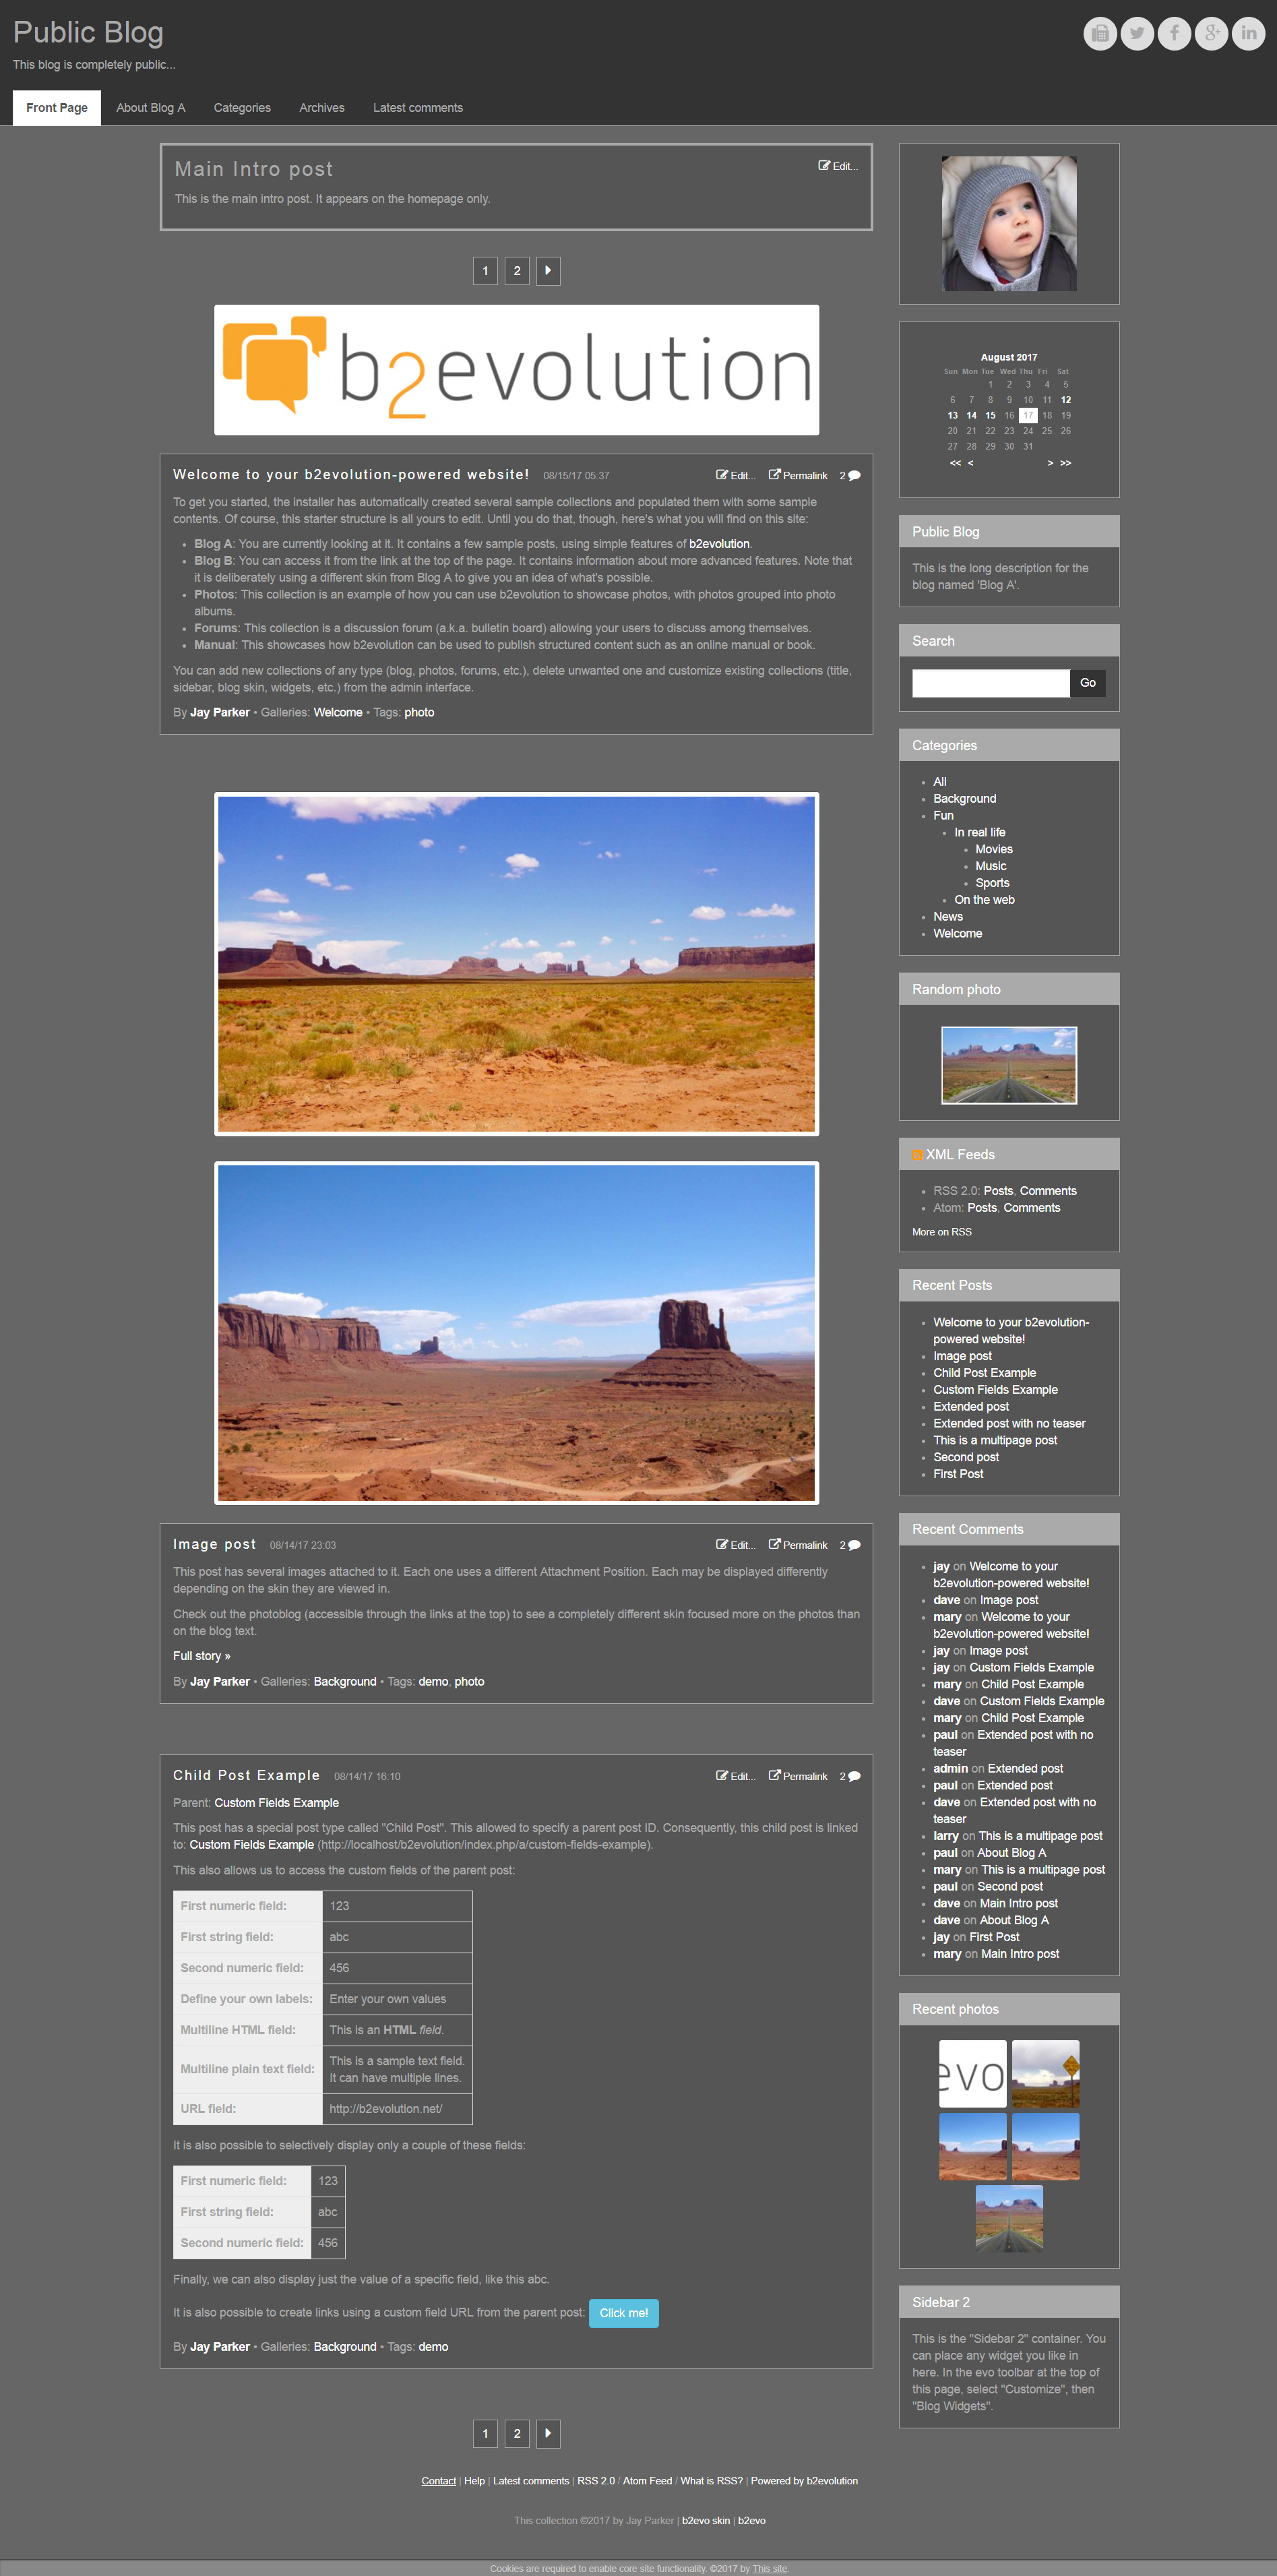 Public Blog
This blog is completely public...
Front Page
About Blog A
Categories
Archives
Latest comments
Main Intro post
Edit...
This is the main intro post. It appears on the homepage only.
1 2
b2evolution
Welcome to your b2evolution-powered website! 08/15/17 05:37 Edit... Permalink 2
To get you started, the installer has automatically created several sample collections and populated them with some sample
contents. Of course, this starter structure is all yours to edit. Until you do that, though, here's what you will find on this site:
• Blog A: You are currently looking at it. It contains a few sample posts, using simple features of b2evolution.
• Blog B: You can access it from the link at the top of the page. It contains information about more advanced features. Note that
it is deliberately using a different skin from Blog A to give you an idea of what's possible.
• Photos: This collection is an example of how you can use b2evolution to showcase photos, with photos grouped into photo
albums.
• Forums: This collection is a discussion forum (a.k.a. bulletin board) allowing your users to discuss among themselves.
• Manual: This showcases how b2evolution can be used to publish structured content such as an online manual or book.
You can add new collections of any type (blog, photos, forums, etc.), delete unwanted one and customize existing collections (title,
sidebar, blog skin, widgets, etc.) from the admin interface.
By Jay Parker • Galleries: Welcome • Tags: photo
Image post 08/14/17 23:03 Edit... Permalink 2
This post has several images attached to it. Each one uses a different Attachment Position. Each may be displayed differently
depending on the skin they are viewed in.
Check out the photoblog (accessible through the links at the top) to see a completely different skin focused more on the photos than
on the blog text.
Full story »
By Jay Parker • Galleries: Background • Tags: demo, photo
Child Post Example 08/14/17 16:10 Edit... Permalink 2
Parent: Custom Fields Example
This post has a special post type called "Child Post". This allowed to specify a parent post ID. Consequently, this child post is linked
to: Custom Fields Example (http://localhost/b2evolution/index.php/a/custom-fields-example).
This also allows us to access the custom fields of the parent post:
First numeric field: 123
First string field: abc
Second numeric field: 456
Define your own labels: Enter your own values
Multiline HTML field: This is an HTML field.
Multiline plain text field: This is a sample text field.
It can have multiple lines.
URL field: http://b2evolution.net/
It is also possible to selectively display only a couple of these fields:
First numeric field: 123
First string field: abc
Second numeric field: 456
Finally, we can also display just the value of a specific field, like this abc.
It is also possible to create links using a custom field URL from the parent post: Click me!
By Jay Parker • Galleries: Background • Tags: demo
1 2
August 2017
Sun Mon Tue Wed Thu Fri Sat
1 2 3 4 5
6 7 8 9 10 11 12
13 14 15 16 17 18 19
20 21 22 23 24 25 26
27 28 29 30 31
<< < > >>
Public Blog
This is the long description for the
blog named 'Blog A'.
Search
Go
Categories
• All
• Background
• Fun
• In real life
• Movies
• Music
• Sports
• On the web
• News
• Welcome
Random photo
XML Feeds
• RSS 2.0: Posts, Comments
• Atom: Posts, Comments
More on RSS
Recent Posts
• Welcome to your b2evolution-
powered website!
• Image post
• Child Post Example
• Custom Fields Example
• Extended post
• Extended post with no teaser
• This is a multipage post
• Second post
• First Post
Recent Comments
• jay on Welcome to your
b2evolution-powered website!
• dave on Image post
• mary on Welcome to your
b2evolution-powered website!
• jay on Image post
• jay on Custom Fields Example
• mary on Child Post Example
• dave on Custom Fields Example
• mary on Child Post Example
• paul on Extended post with no
teaser
• admin on Extended post
• paul on Extended post
• dave on Extended post with no
teaser
• larry on This is a multipage post
• paul on About Blog A
• mary on This is a multipage post
• paul on Second post
• dave on Main Intro post
• dave on About Blog A
• jay on First Post
• mary on Main Intro post
Recent photos
evo
Sidebar 2
This is the "Sidebar 2" container. You
can place any widget you like in
here. In the evo toolbar at the top of
this page, select "Customize", then
"Blog Widgets".
Contact | Help | Latest comments | RSS 2.0 / Atom Feed / What is RSS? | Powered by b2evolution
This collection ©2017 by Jay Parker | b2evo skin | b2evo
Cookies are required to enable core site functionality. ©2017 by This site.